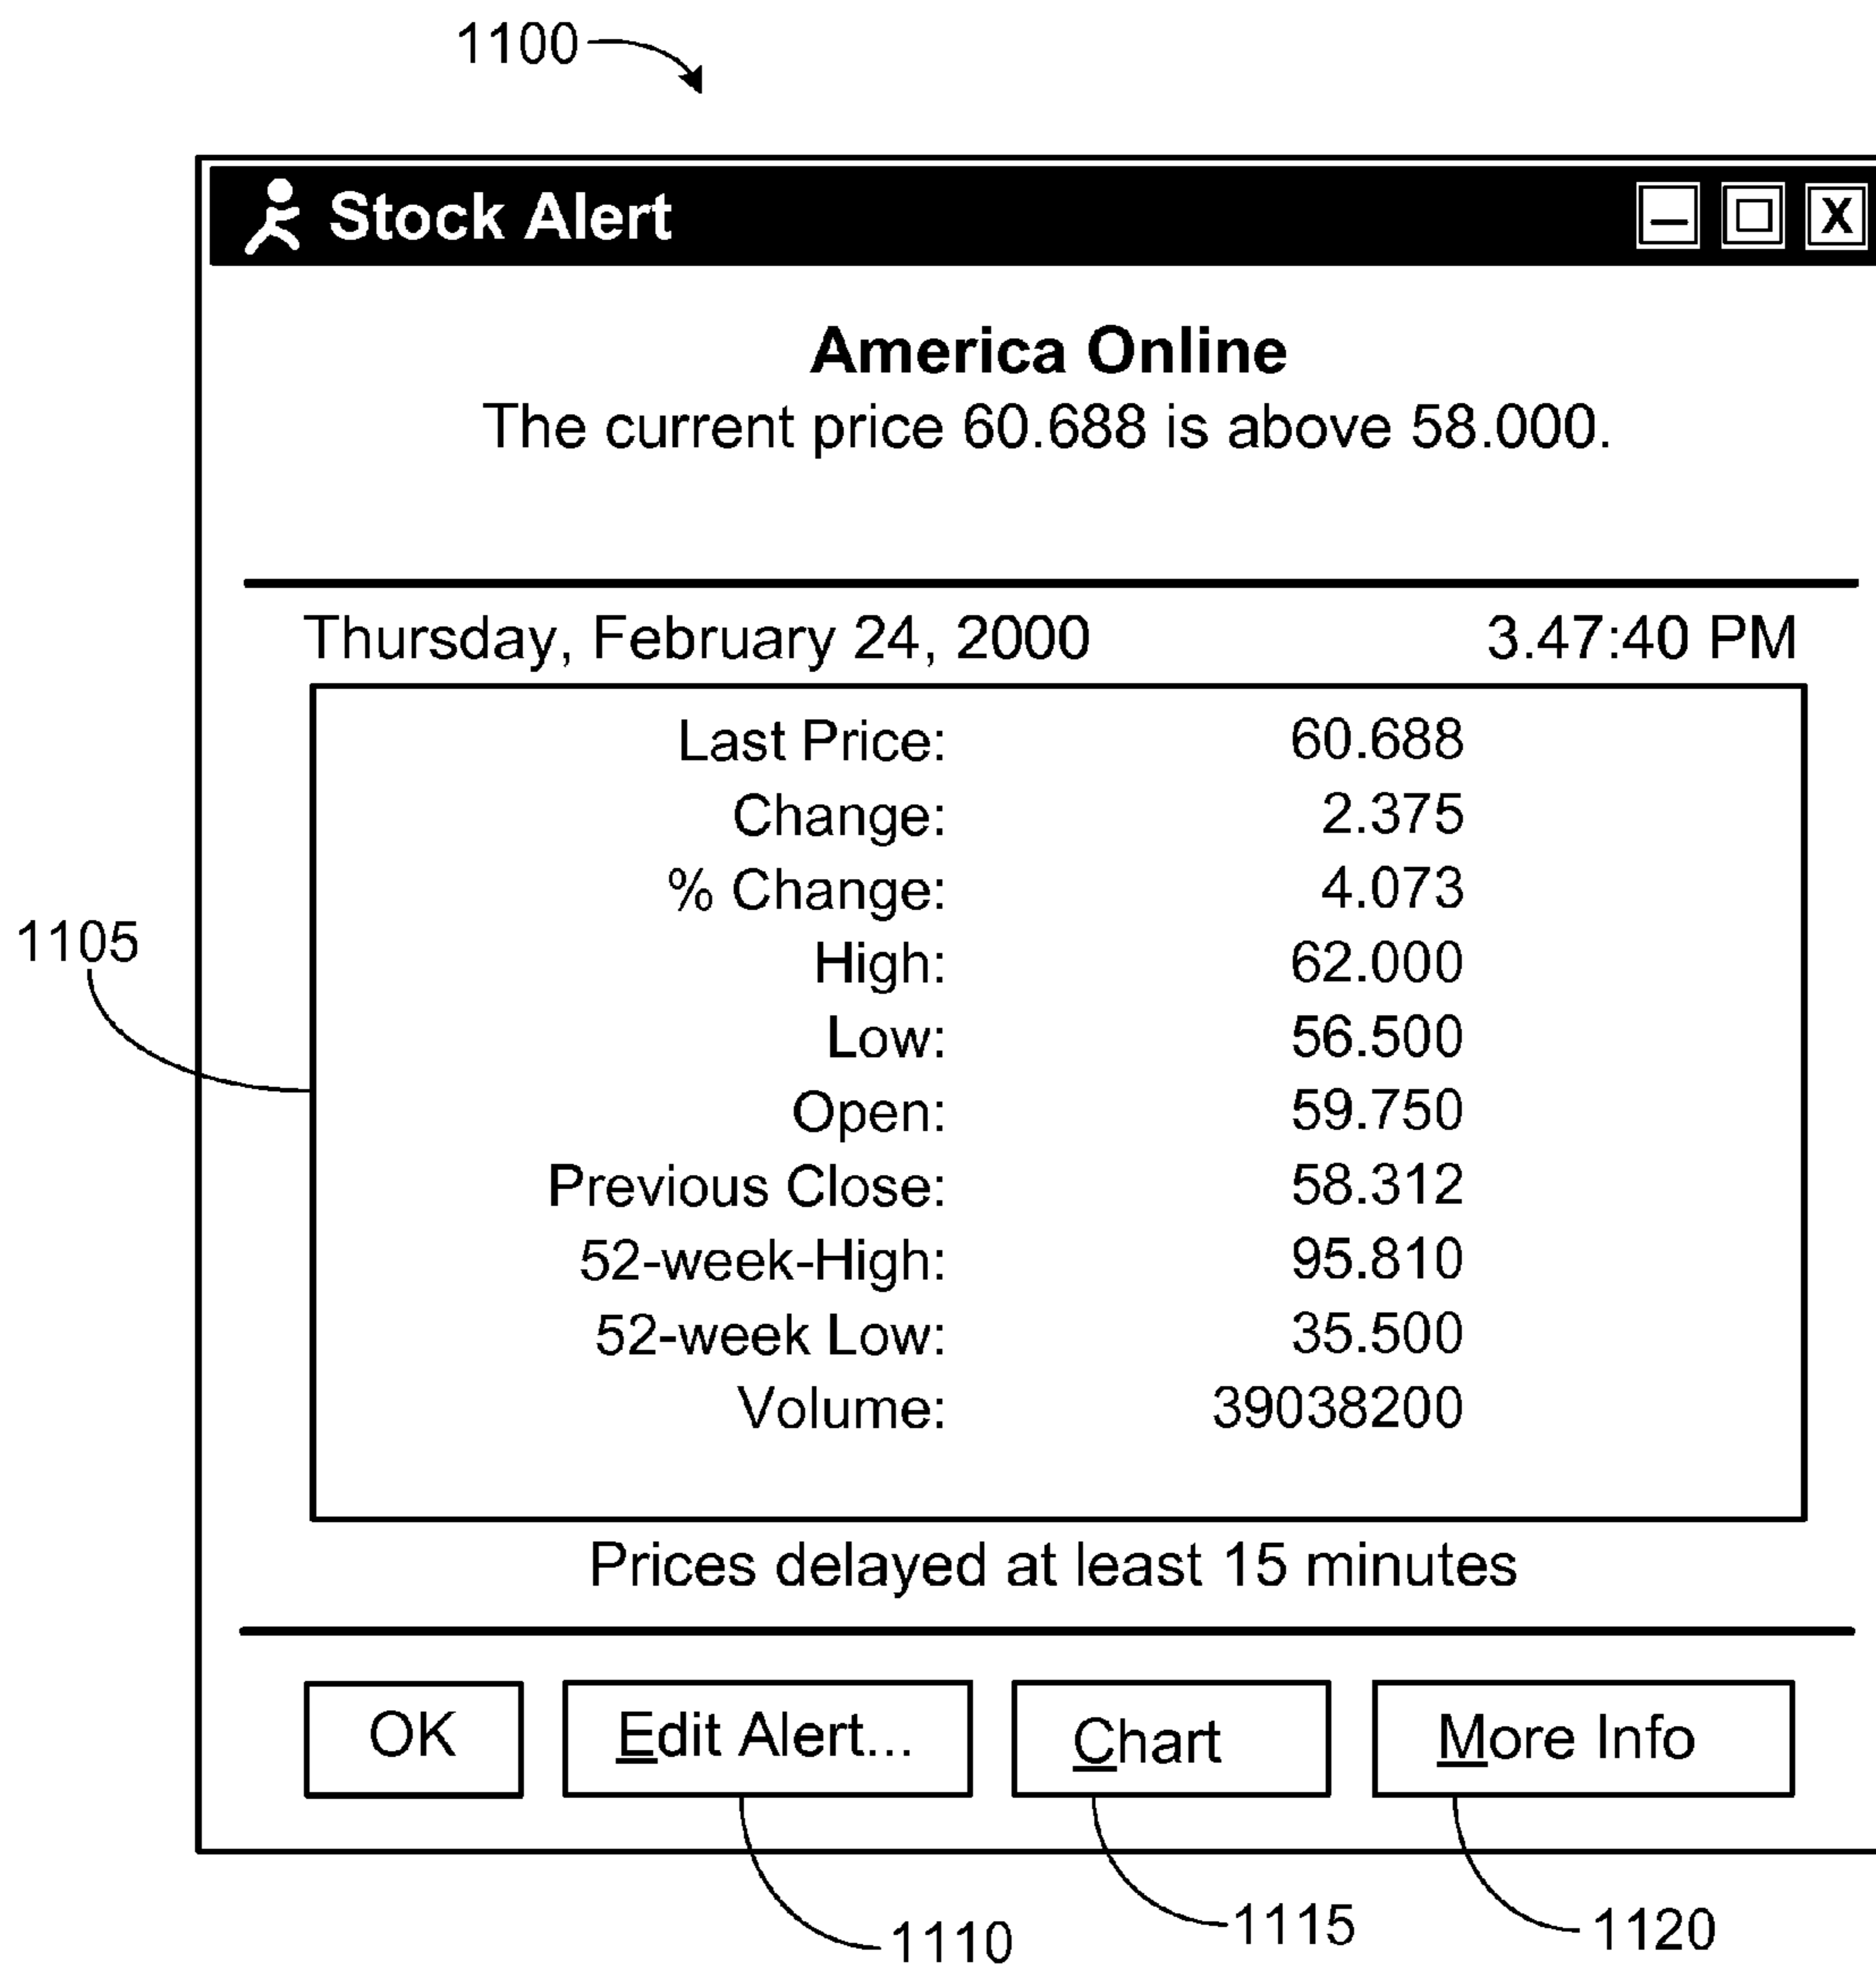 1100
Stock Alert
X
America Online
The current price 60.688 is above 58.000.
Thursday, February 24, 2000 3.47:40 PM
Last Price: 60.688
Change: 2.375
% Change: 4.073
High: 62.000
Low: 56.500
Open: 59.750
Previous Close: 58.312
52-week-High: 95.810
52-week Low: 35.500
Volume: 39038200
1105
Prices delayed at least 15 minutes
OK Edit Alert... Chart More Info
1110 1115 1120